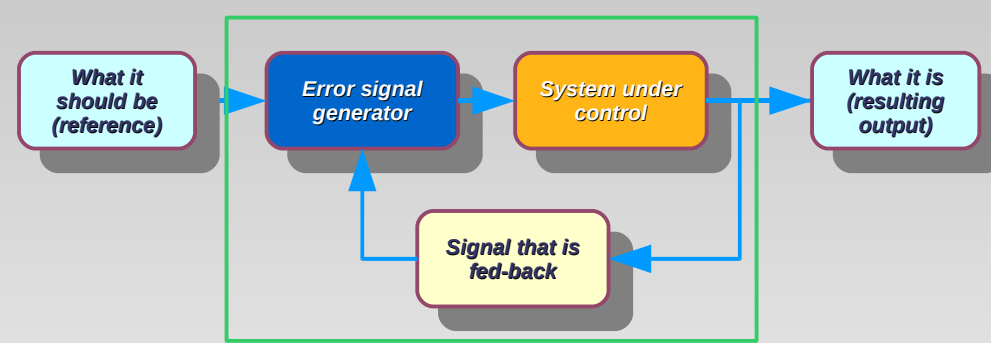 What it
should be
(reference)
Error signal
generator
System under
control
What it is
(resulting
output)
Signal that is
fed-back